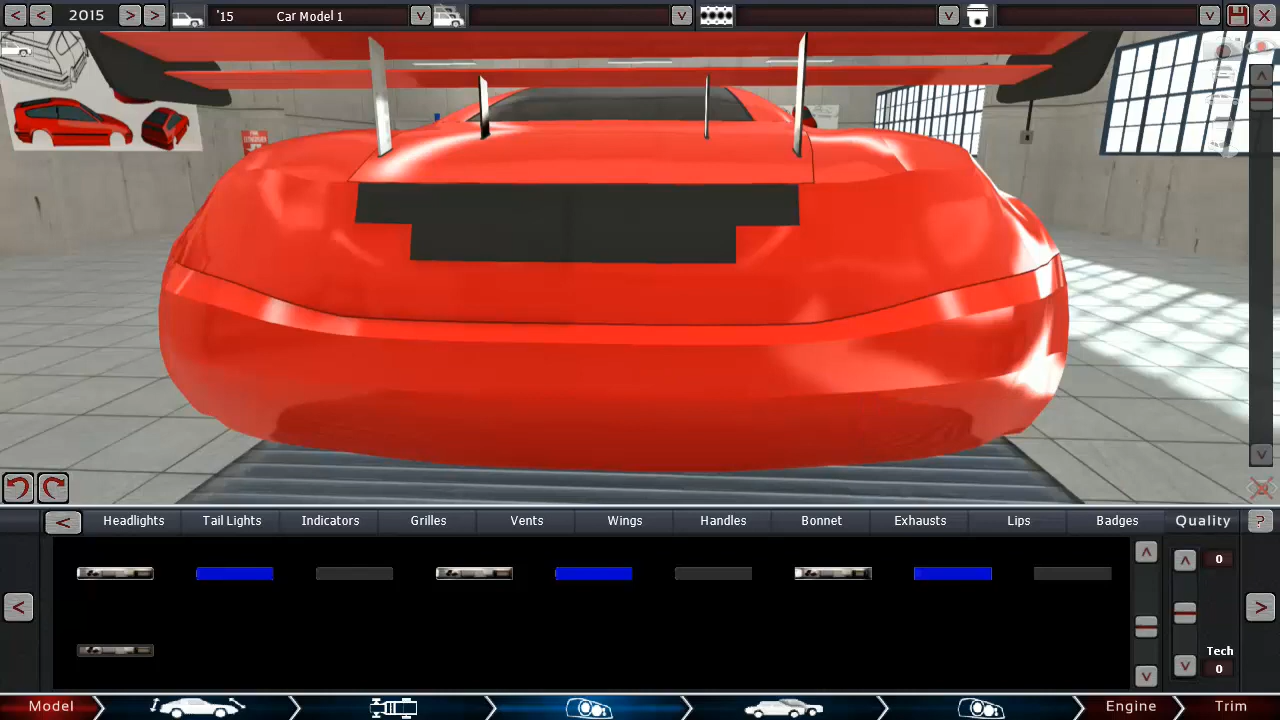 2015
'15 Car Model 1
Headlights Tail Lights Indicators Grilles Vents Wings Handles Bonnet Exhausts Lips Badges Quality ?
0
Tech
0
Model Engine Trim